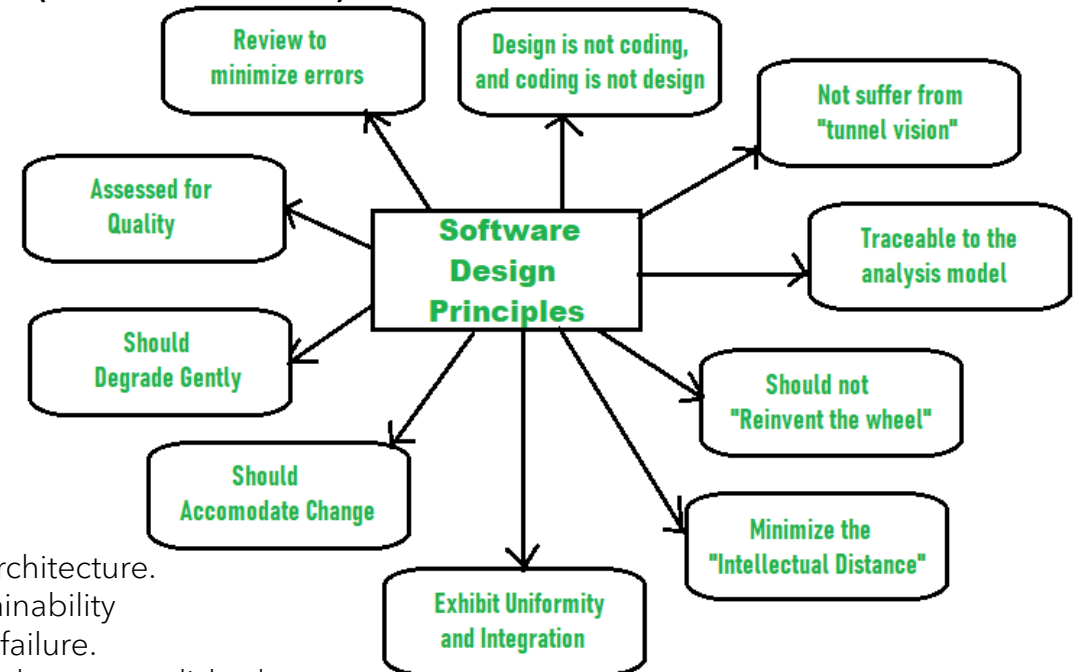 Review to
minimize errors
Design is not coding,
and coding is not design
Not suffer from
"tunnel vision"
Assessed for
Quality
Software
Design
Principles
Traceable to the
analysis model
Should
Degrade Gently
Should not
"Reinvent the wheel"
Should
Accomodate Change
Minimize the
"Intellectual Distance"
Exhibit Uniformity
and Integration
rchitecture.
ainability
failure.